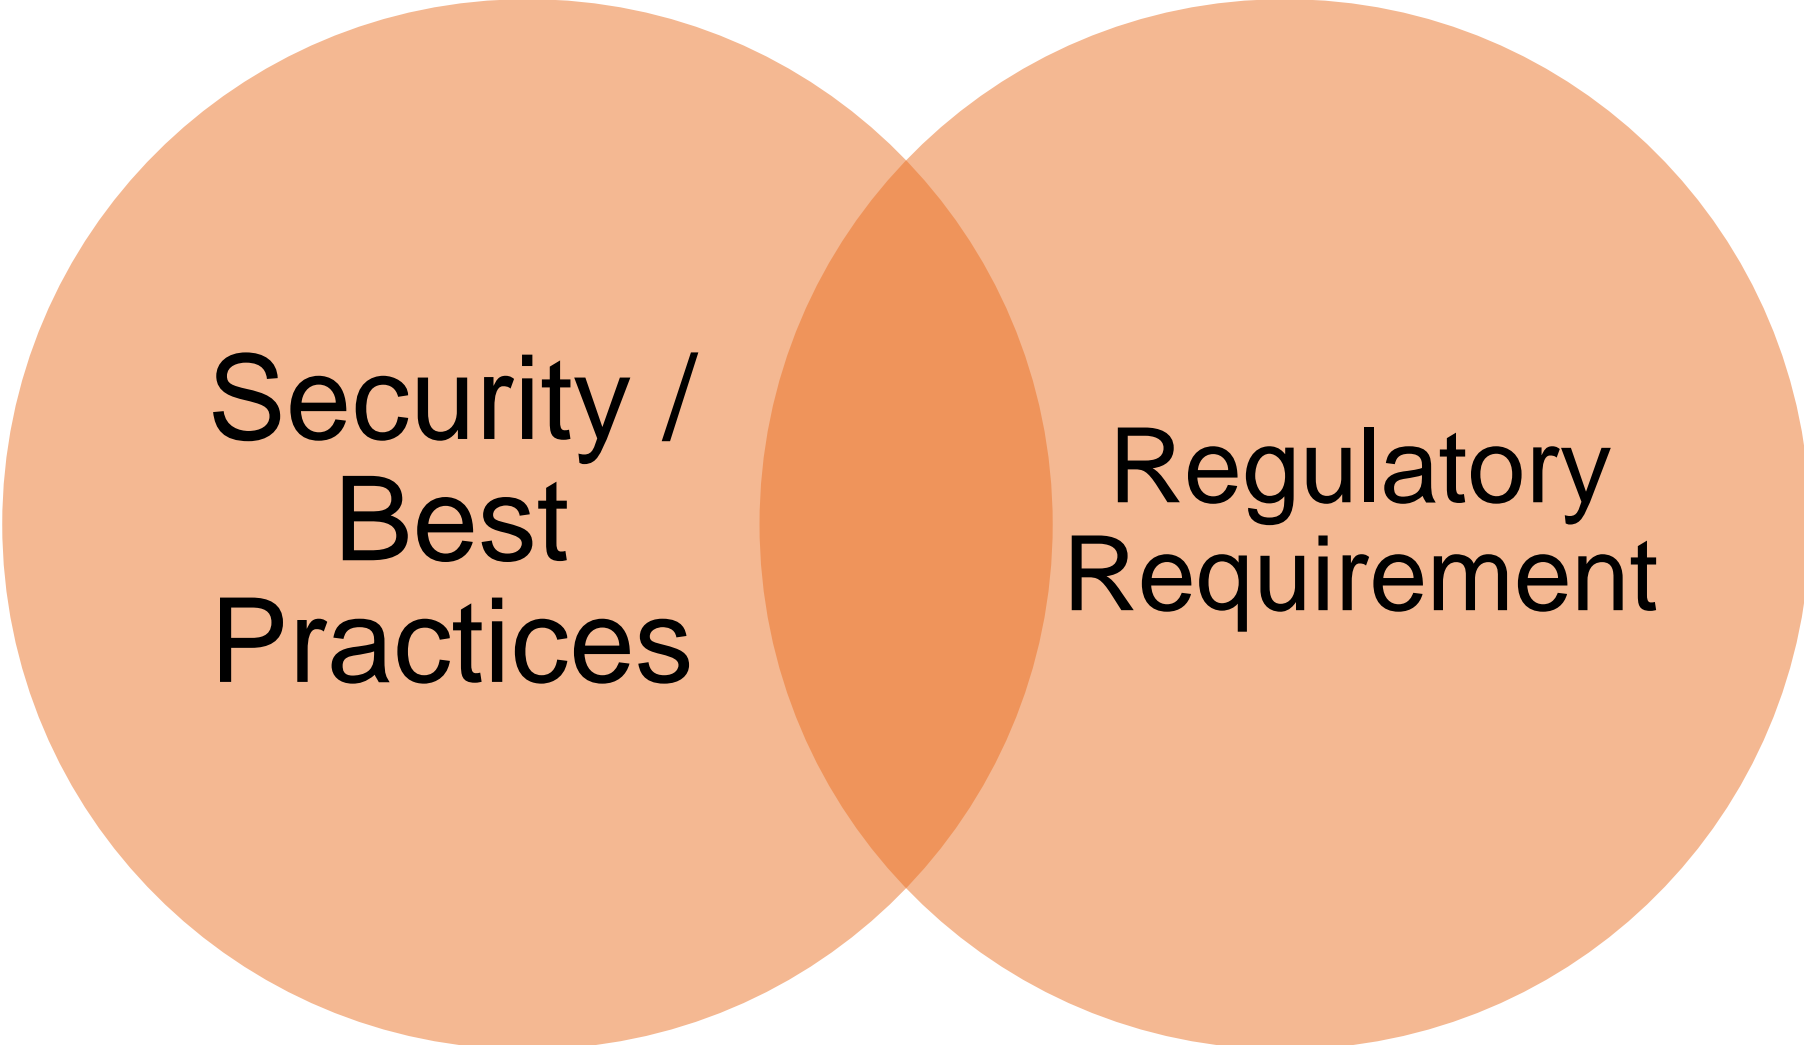 Security /
Best
Practices
Regulatory
Requirement